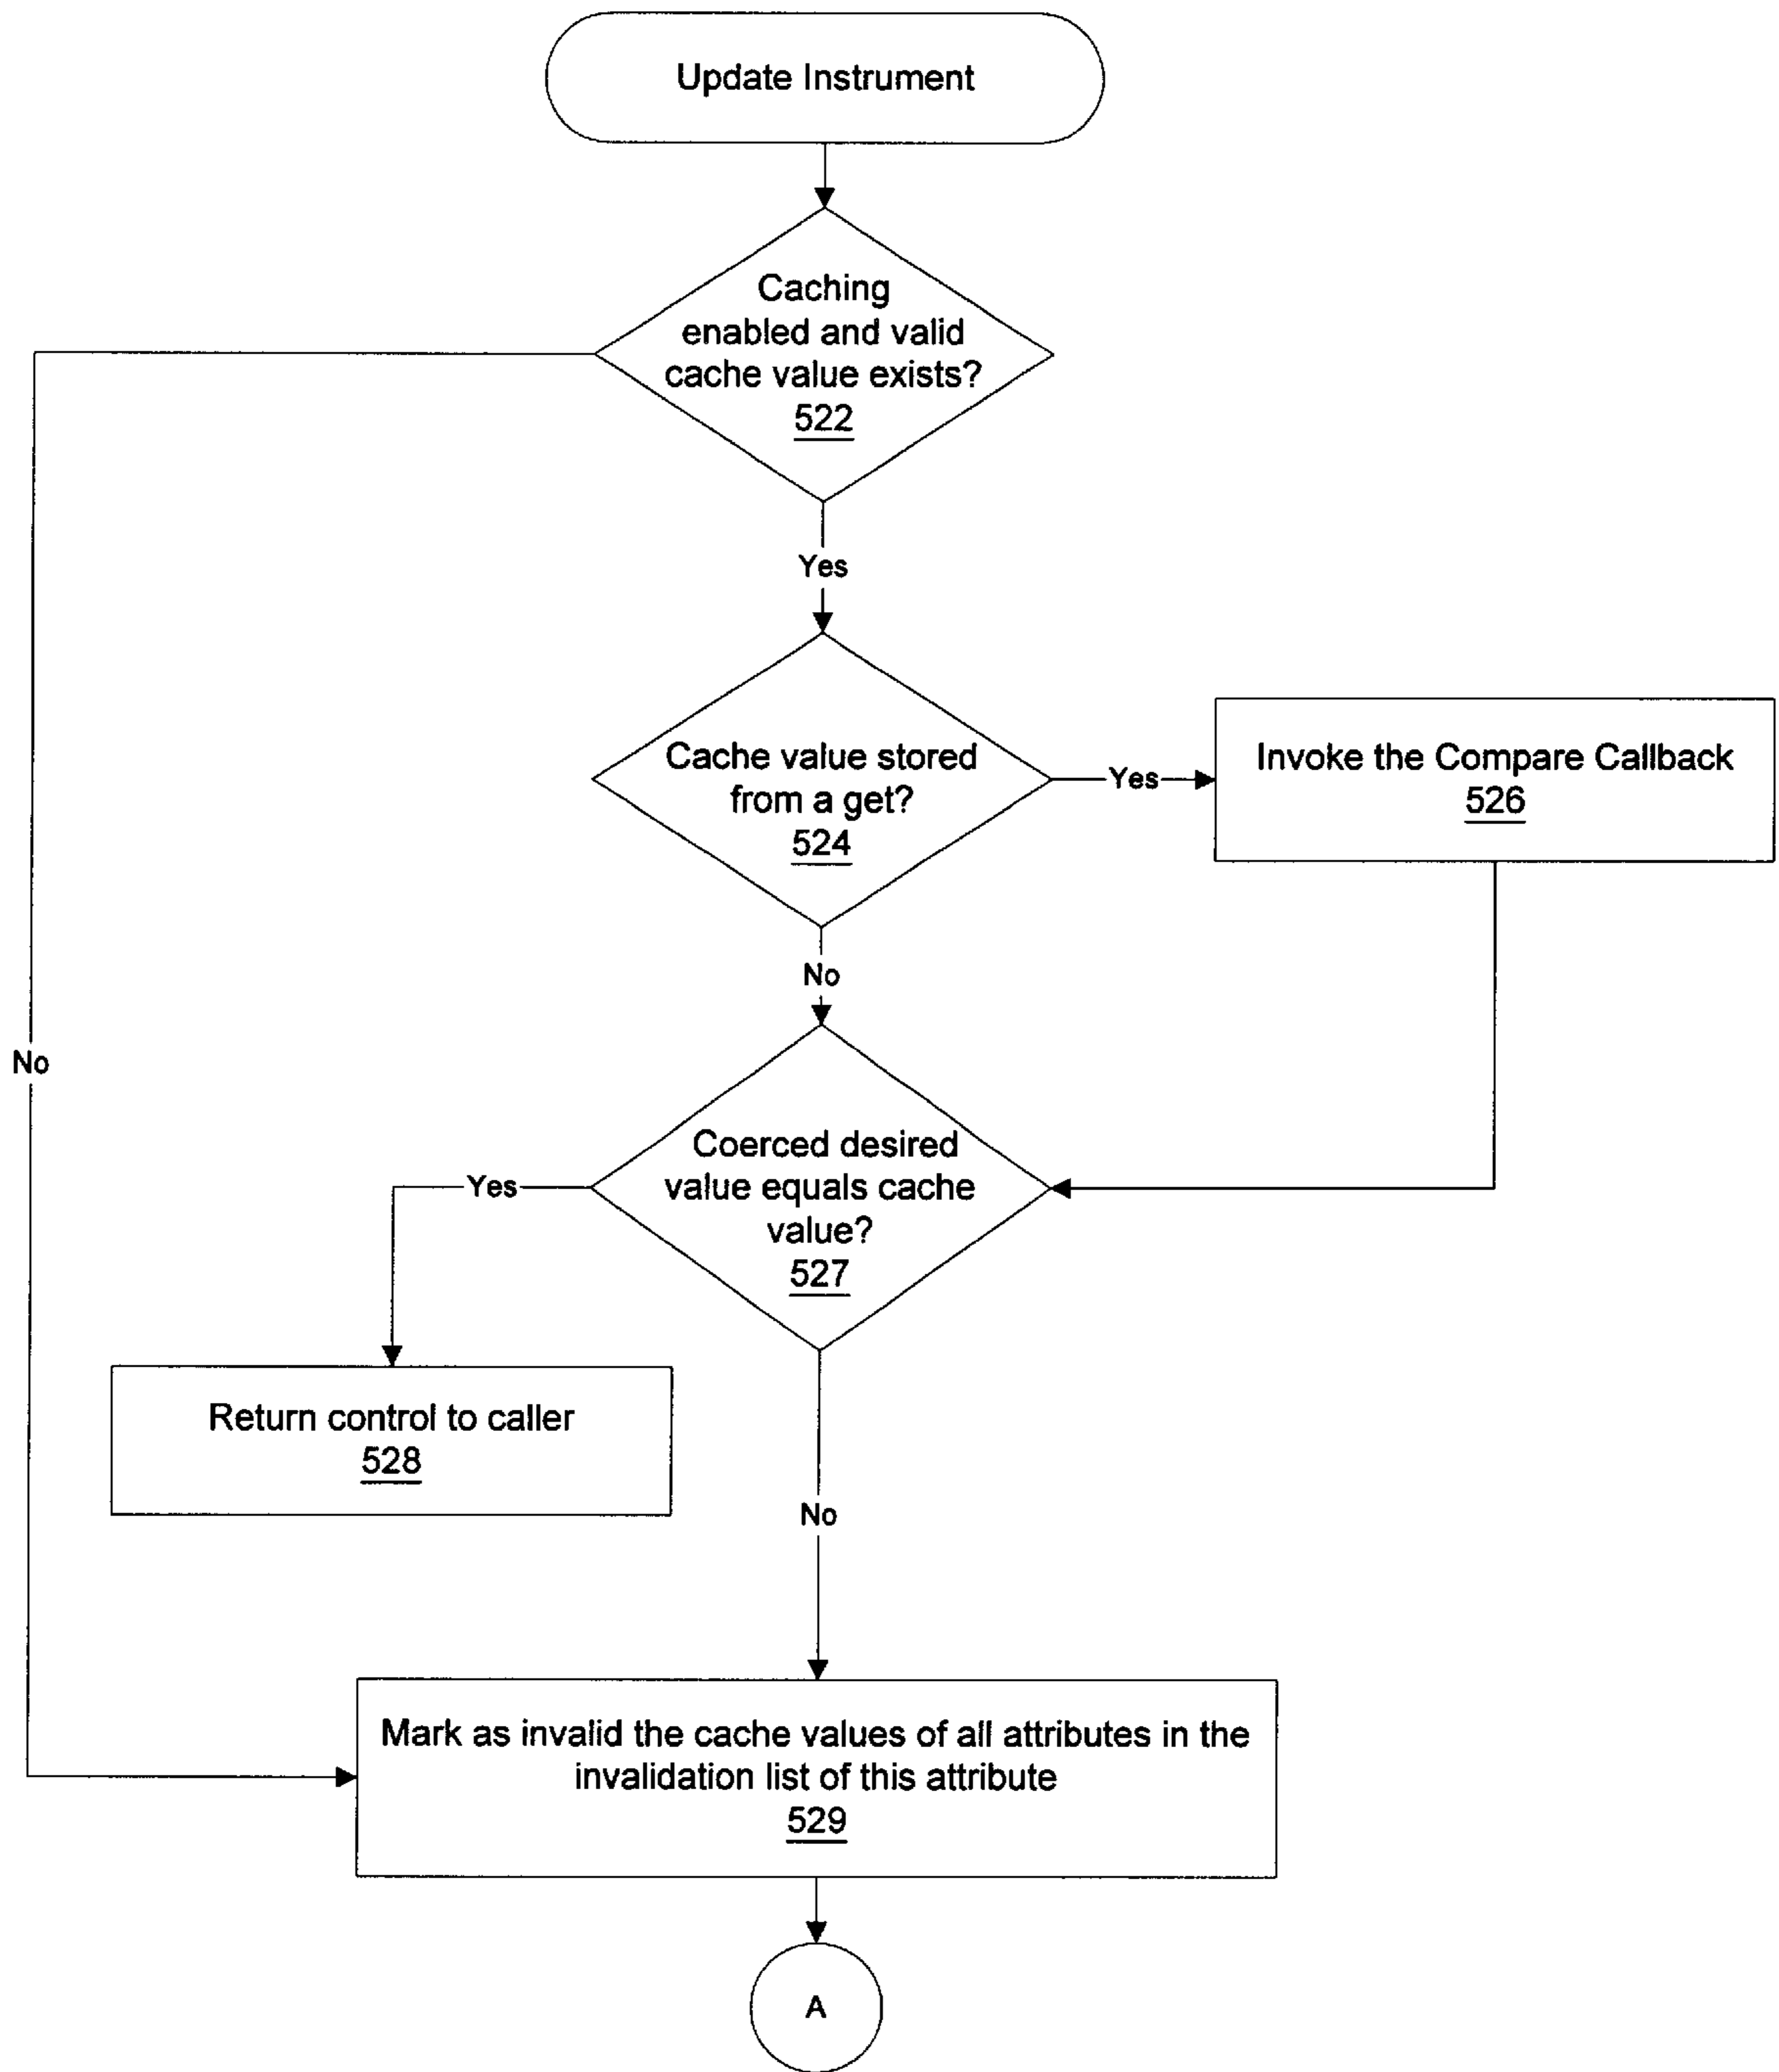 Update Instrument
Caching
enabled and valid
cache value exists?
522
Yes
Cache value stored
from a get?
524
Yes
Invoke the Compare Callback
526
No
No
Coerced desired
value equals cache
value?
527
Yes
Return control to caller
528
No
Mark as invalid the cache values of all attributes in the
invalidation list of this attribute
529
A